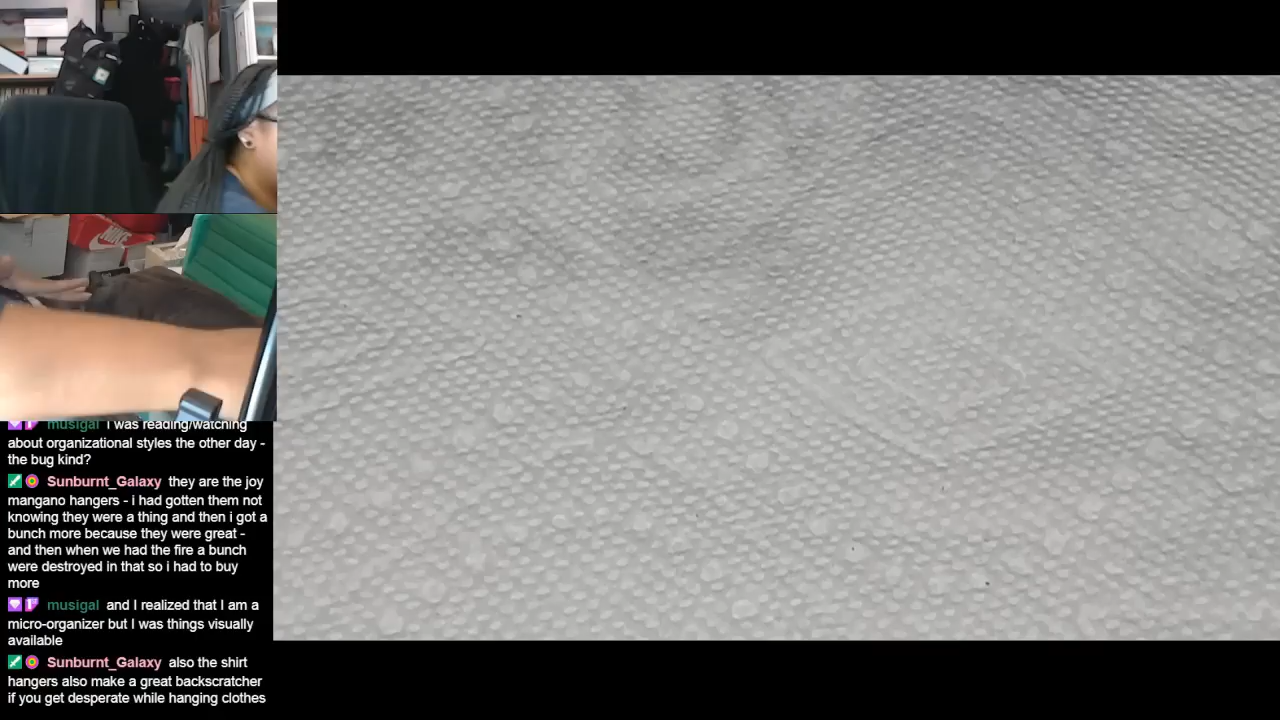 NIKE
musigal I was reading/watching
about organizational styles the other day -
the bug kind?
Sunburnt_Galaxy they are the joy
mangano hangers - i had gotten them not
knowing they were a thing and then i got a
bunch more because they were great -
and then when we had the fire a bunch
were destroyed in that so i had to buy
more
musigal and I realized that I am a
micro-organizer but I was things visually
available
Sunburnt_Galaxy also the shirt
hangers also make a great backscratcher
if you get desperate while hanging clothes